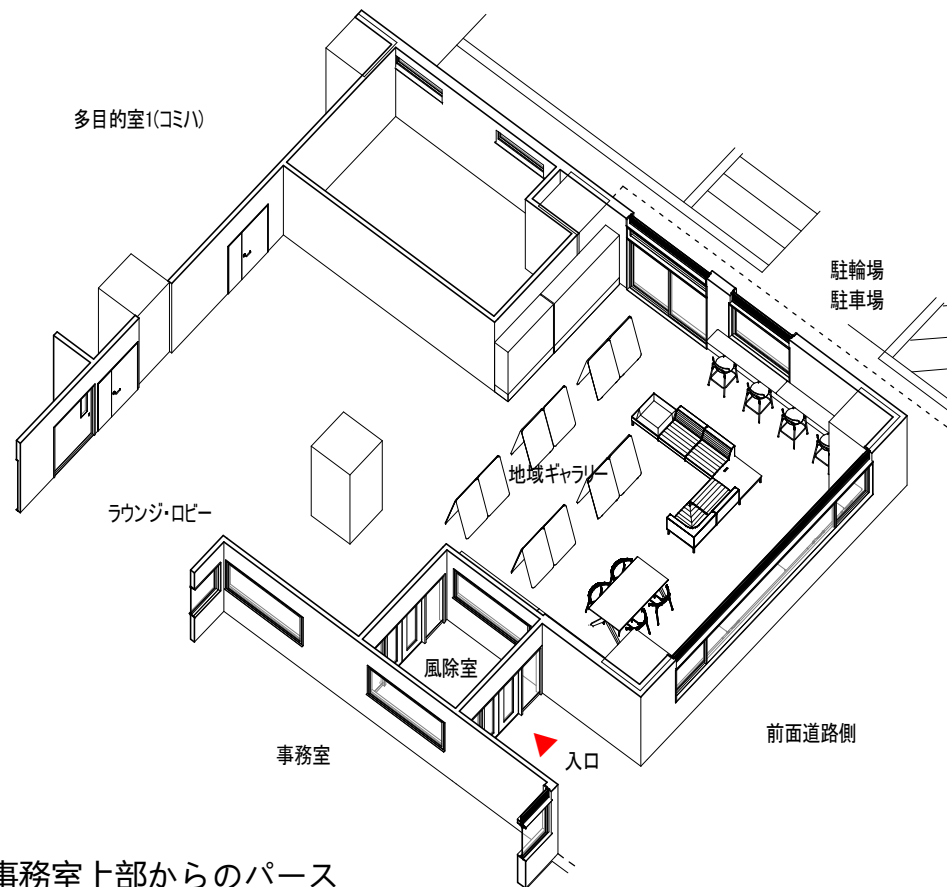 多目的室1(コミハ)
駐輪場
駐車場
地域ギャラリー
ラウンジ・ロビー
風除室
前面道路側
事務室
入口
事務室上部からのパース